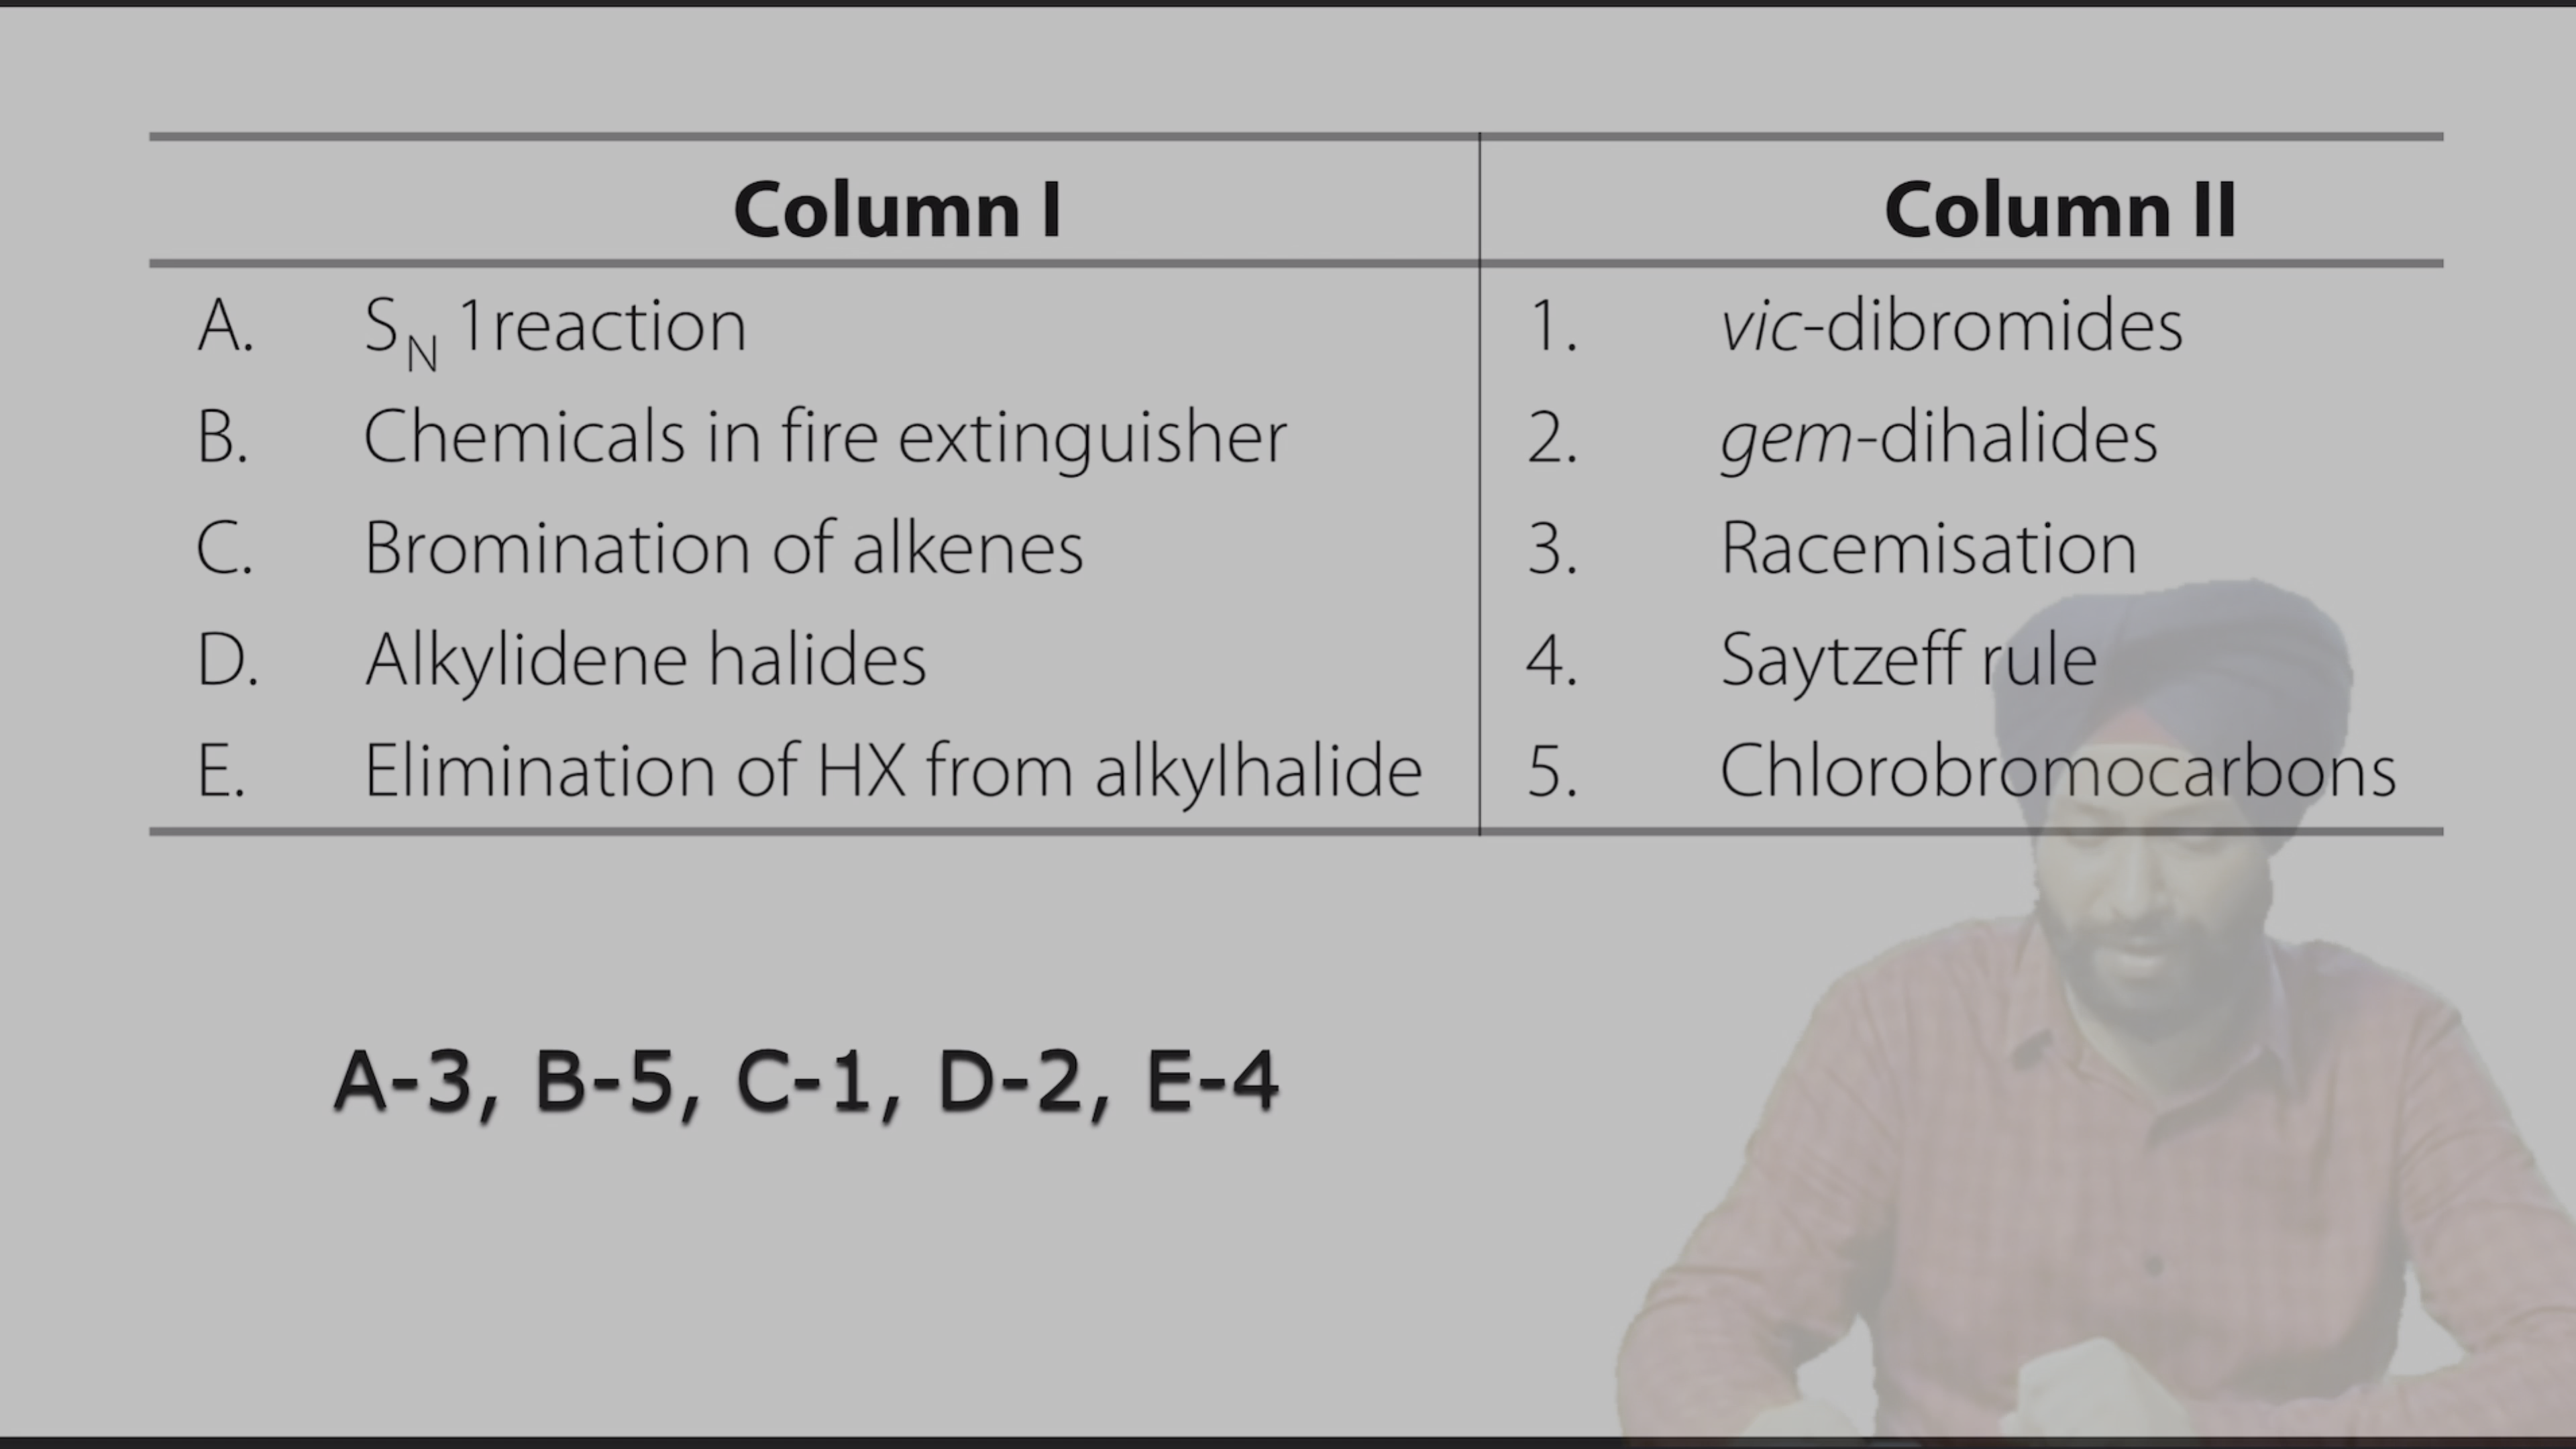 Column I Column II
A. SN 1reaction 1. vic-dibromides
B. Chemicals in fire extinguisher 2. gem-dihalides
C. Bromination of alkenes 3. Racemisation
D. Alkylidene halides 4. Saytzeff rule
E. Elimination of HX from alkylhalide 5. Chlorobromocarbons
A-3, B-5, C-1, D-2, E-4